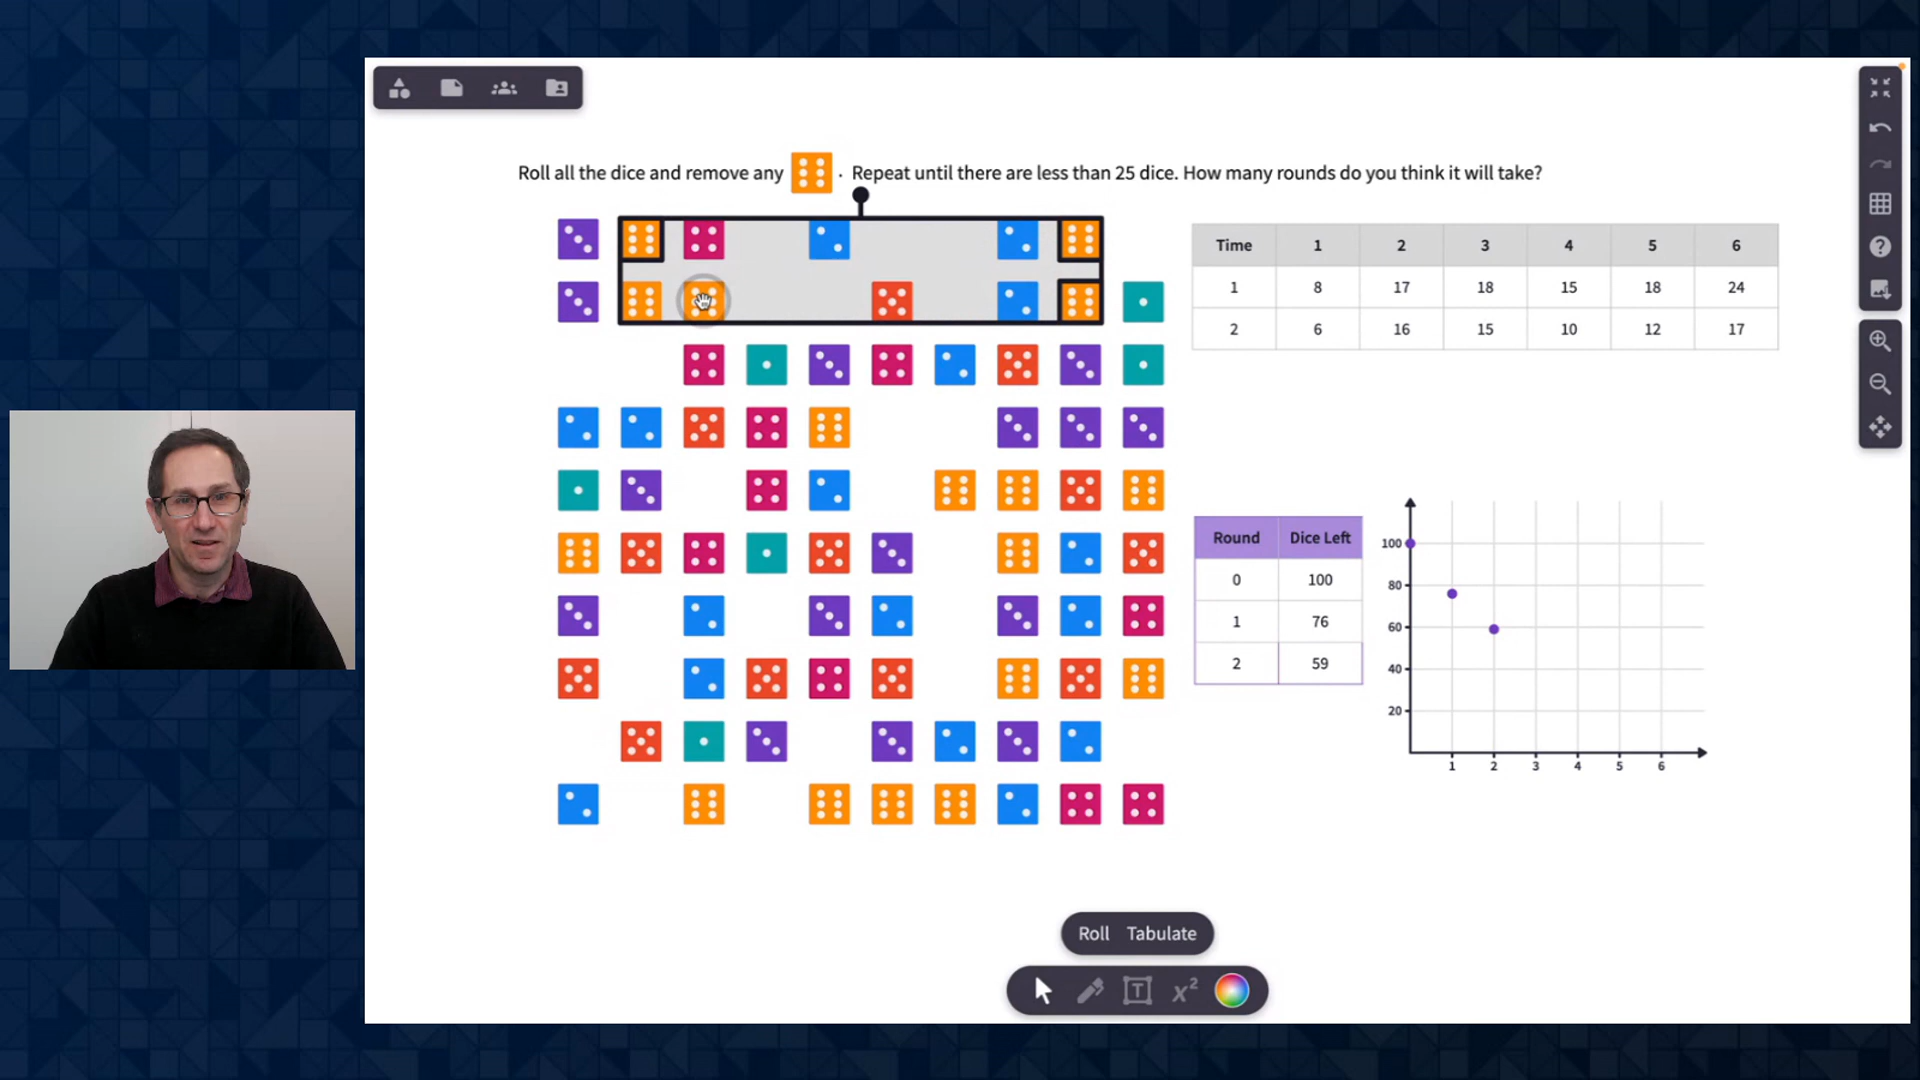 Roll all the dice and remove any . Repeat until there are less than 25 dice. How many rounds do you think it will take?
Time 1 2 3 4 5 6
1 8 17 18 15 18 24
2 6 16 15 10 12 17
Round Dice Left
0 100
1 76
2 59
100
80
60
40
20
1 2 3 4 5 6
Roll Tabulate
T x²